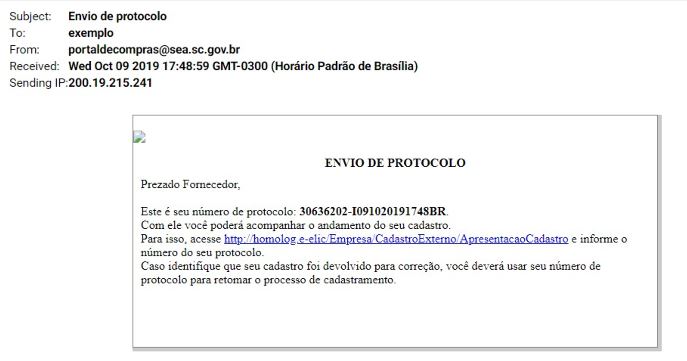 Subject: Envio de protocolo
To: exemplo
From: portaldecompras@sea.sc.gov.br
Received: Wed Oct 09 2019 17:48:59 GMT-0300 (Horário Padrão de Brasília)
Sending IP:200.19.215.241
ENVIO DE PROTOCOLO
Prezado Fornecedor,
Este é seu número de protocolo: 30636202-I091020191748BR.
Com ele você poderá acompanhar o andamento do seu cadastro.
Para isso, acesse http://homolog.e-elic/Empresa/CadastroExterno/ApresentacaoCadastro e informe o
número do seu protocolo.
Caso identifique que seu cadastro foi devolvido para correção, você deverá usar seu número de
protocolo para retomar o processo de cadastramento.